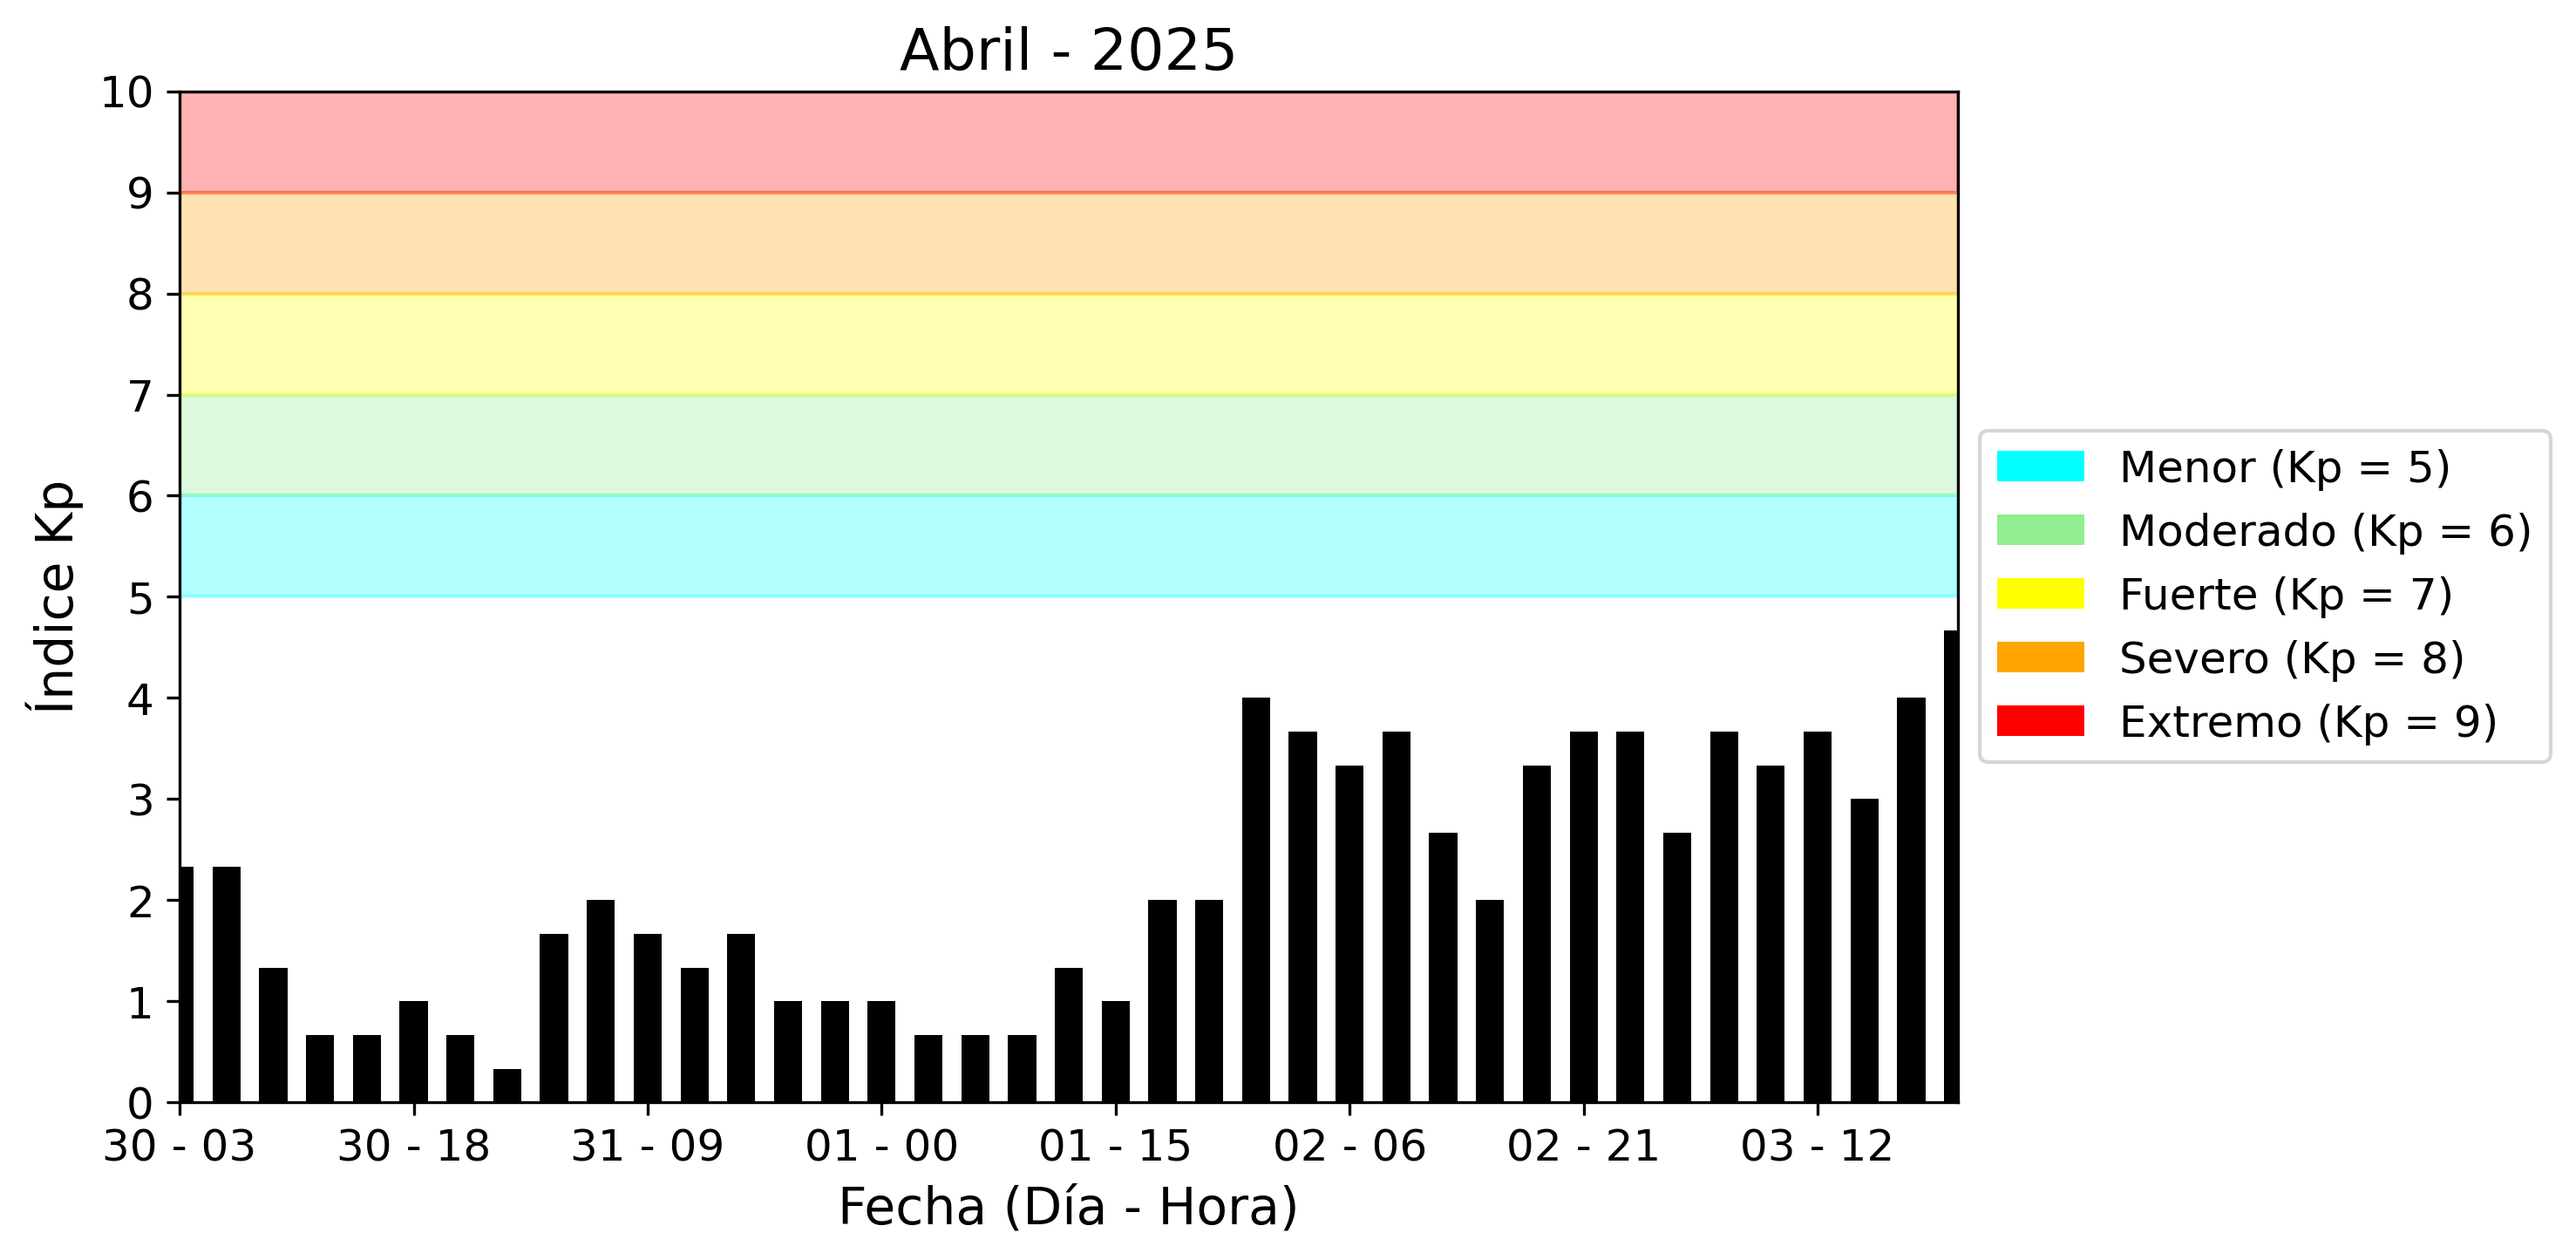 Abril - 2025
10
9
8
7
6
5
4
3
2
1
0
Índice Kp
30 - 03
30 - 18
31 - 09
01 - 00
01 - 15
02 - 06
02 - 21
03 - 12
Fecha (Día - Hora)
Menor (Kp = 5)
Moderado (Kp = 6)
Fuerte (Kp = 7)
Severo (Kp = 8)
Extremo (Kp = 9)